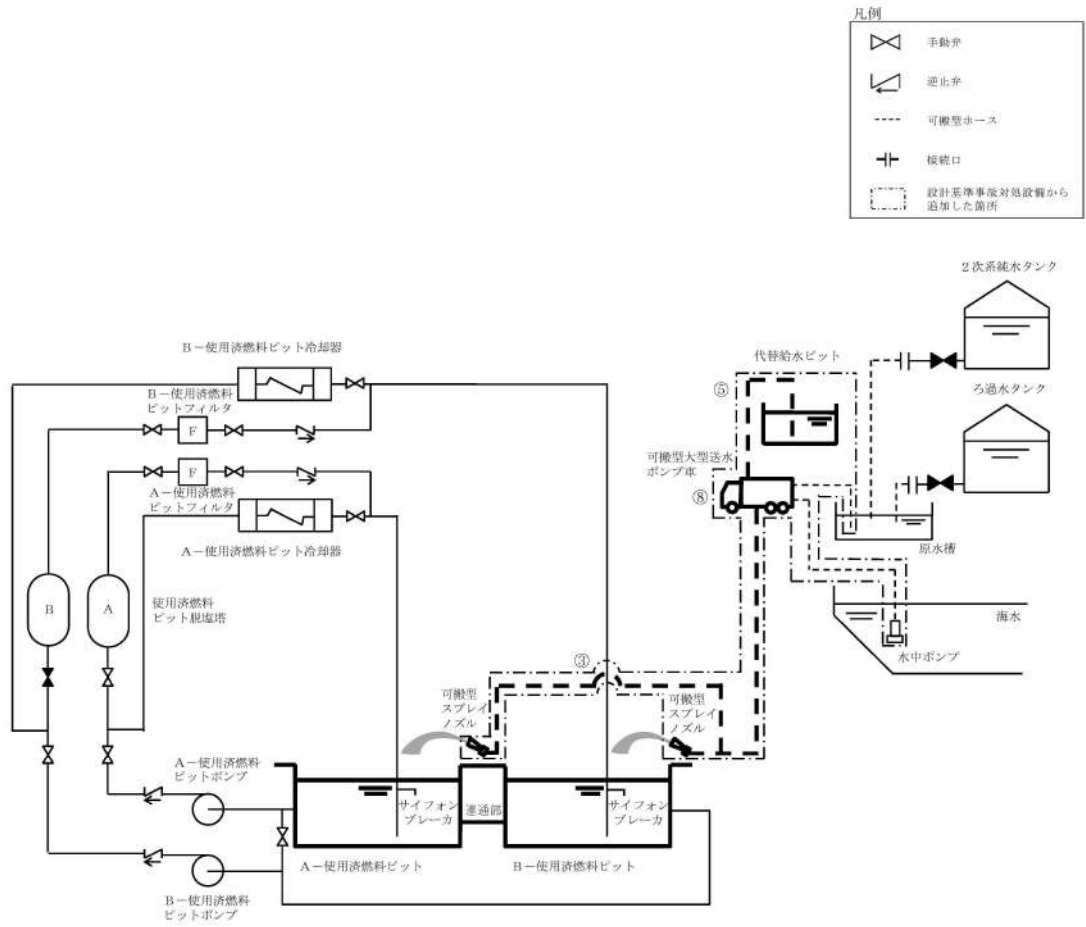 凡例
手動弁
逆止弁
可搬型ホース
接続口
設計基準事故対処設備から
追加した箇所
2次系純水タンク
ろ過水タンク
代替給水ピット
⑤
可搬型大型送水
ポンプ車
⑧
原水槽
海水
水中ポンプ
B－使用済燃料ピット冷却器
B－使用済燃料
ピットフィルタ
F
F
A－使用済燃料
ピットフィルタ
A－使用済燃料ピット冷却器
B
A
使用済燃料
ピット脱塩塔
③
可搬型
スプレイ
ノズル
可搬型
スプレイ
ノズル
A－使用済燃料
ピットポンプ
サイフォン
ブレーカ
連通部
サイフォン
ブレーカ
A－使用済燃料ピット
B－使用済燃料ピット
B－使用済燃料
ピットポンプ